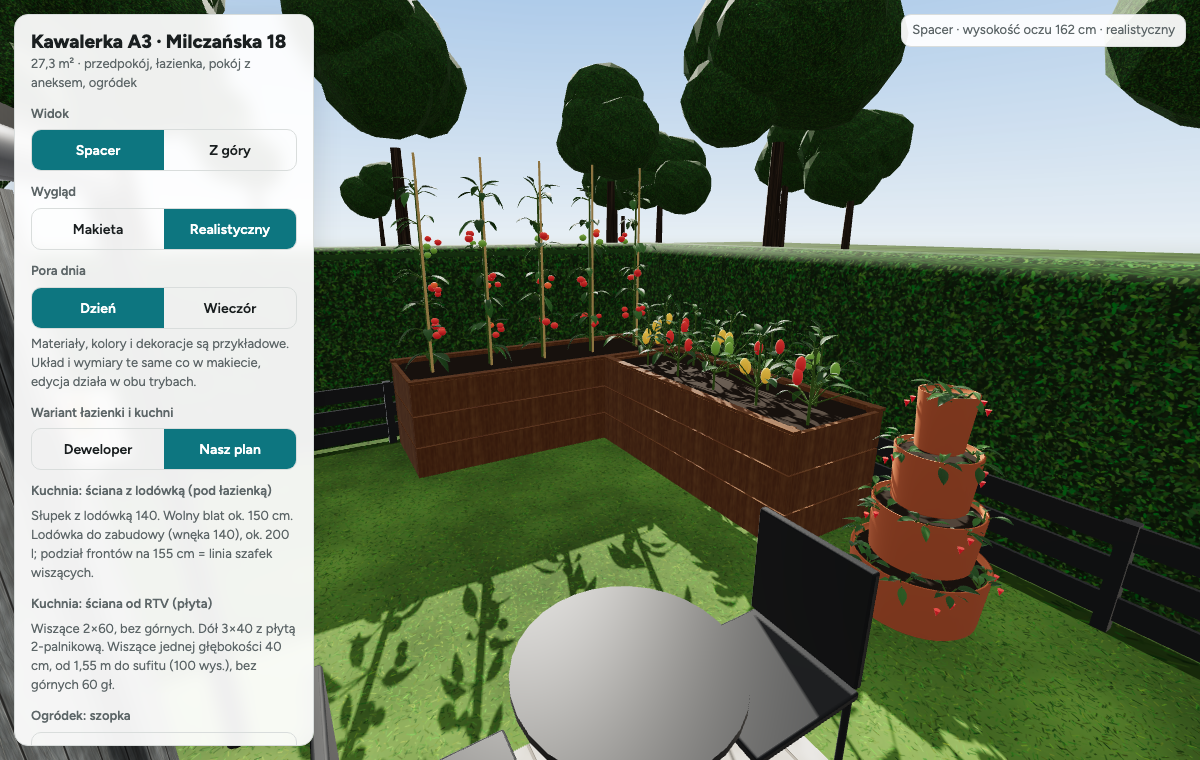 Kawalerka A3 · Milczańska 18
27,3 m² · przedpokój, łazienka, pokój z
aneksem, ogródek
Widok
Spacer
Z góry
Wygląd
Makieta
Realistyczny
Pora dnia
Dzień
Wieczór
Materiały, kolory i dekoracje są przykładowe.
Układ i wymiary te same co w makiecie,
edycja działa w obu trybach.
Wariant łazienki i kuchni
Deweloper
Nasz plan
Kuchnia: ściana z lodówką (pod łazienką)
Słupek z lodówką 140. Wolny blat ok. 150 cm.
Lodówka do zabudowy (wnęka 140), ok. 200
l; podział frontów na 155 cm = linia szafek
wiszących.
Kuchnia: ściana od RTV (płyta)
Wiszące 2×60, bez górnych. Dół 3×40 z płytą
2-palnikową. Wiszące jednej głębokości 40
cm, od 1,55 m do sufitu (100 wys.), bez
górnych 60 gł.
Ogródek: szopka
Spacer · wysokość oczu 162 cm · realistyczny